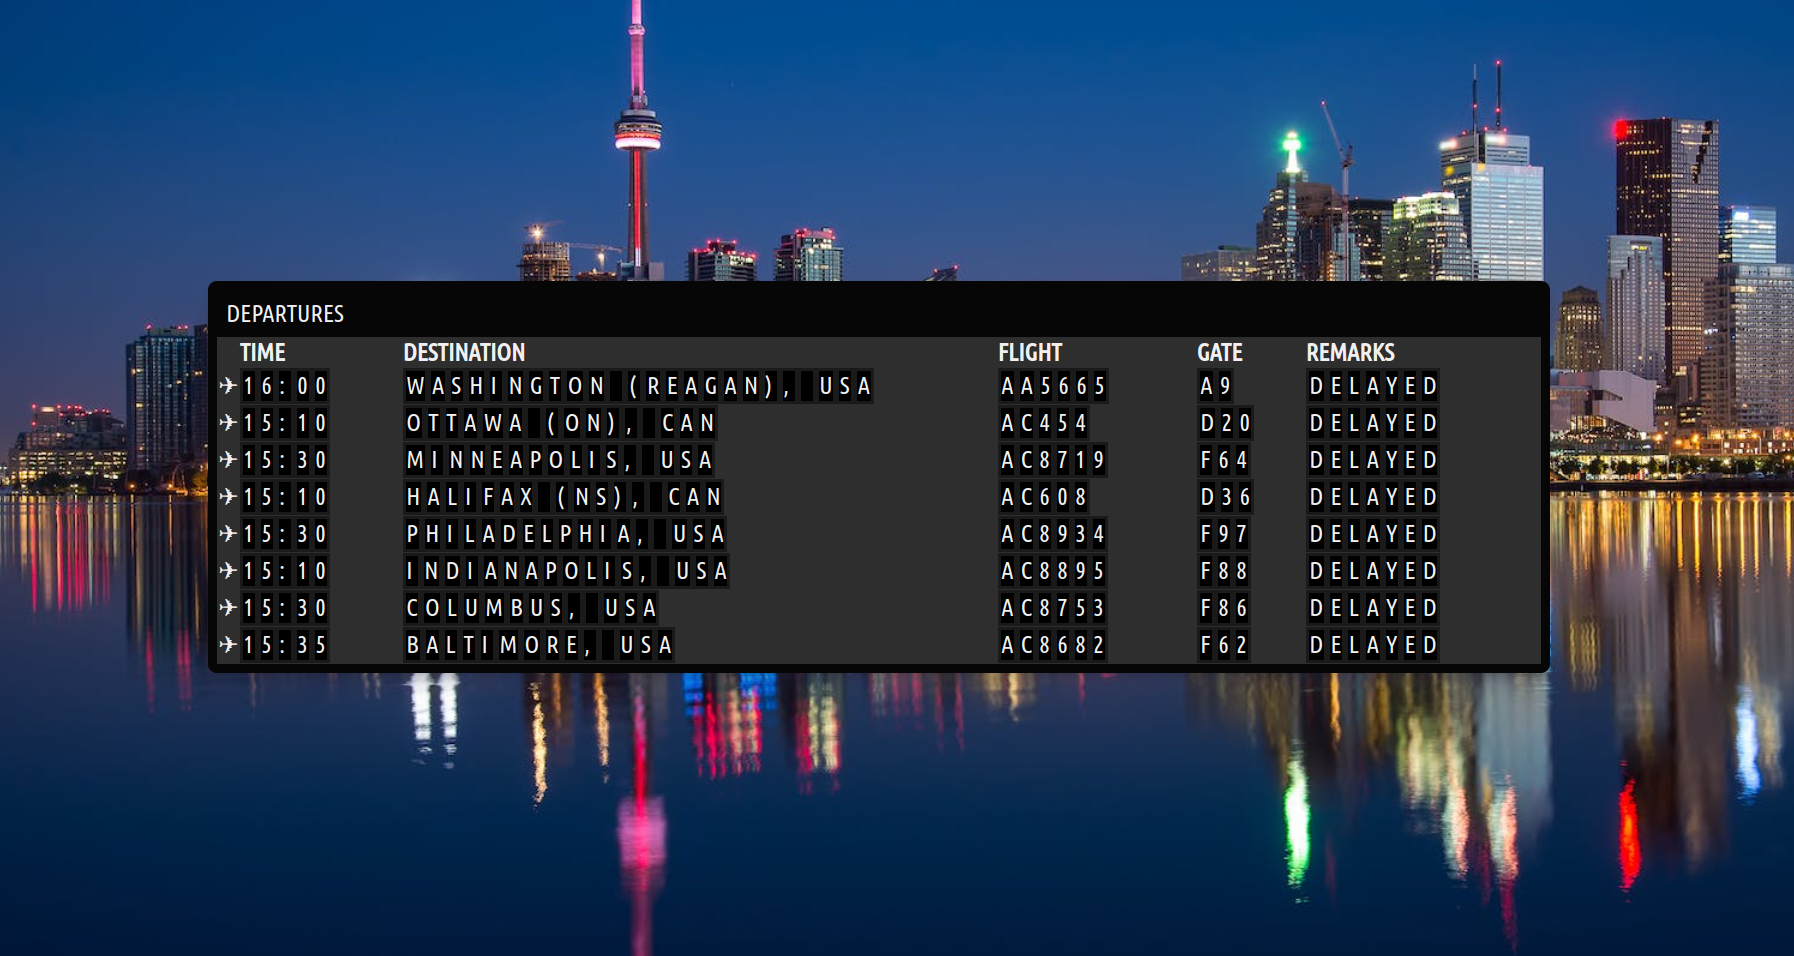 DEPARTURES
TIME DESTINATION FLIGHT GATE REMARKS
16:00 WASHINGTON (REAGAN), USA AA5665 A9 DELAYED
15:10 OTTAWA (ON), CAN AC454 D20 DELAYED
15:30 MINNEAPOLIS, USA AC8719 F64 DELAYED
15:10 HALIFAX (NS), CAN AC608 D36 DELAYED
15:30 PHILADELPHIA, USA AC8934 F97 DELAYED
15:10 INDIANAPOLIS, USA AC8895 F88 DELAYED
15:30 COLUMBUS, USA AC8753 F86 DELAYED
15:35 BALTIMORE, USA AC8682 F62 DELAYED